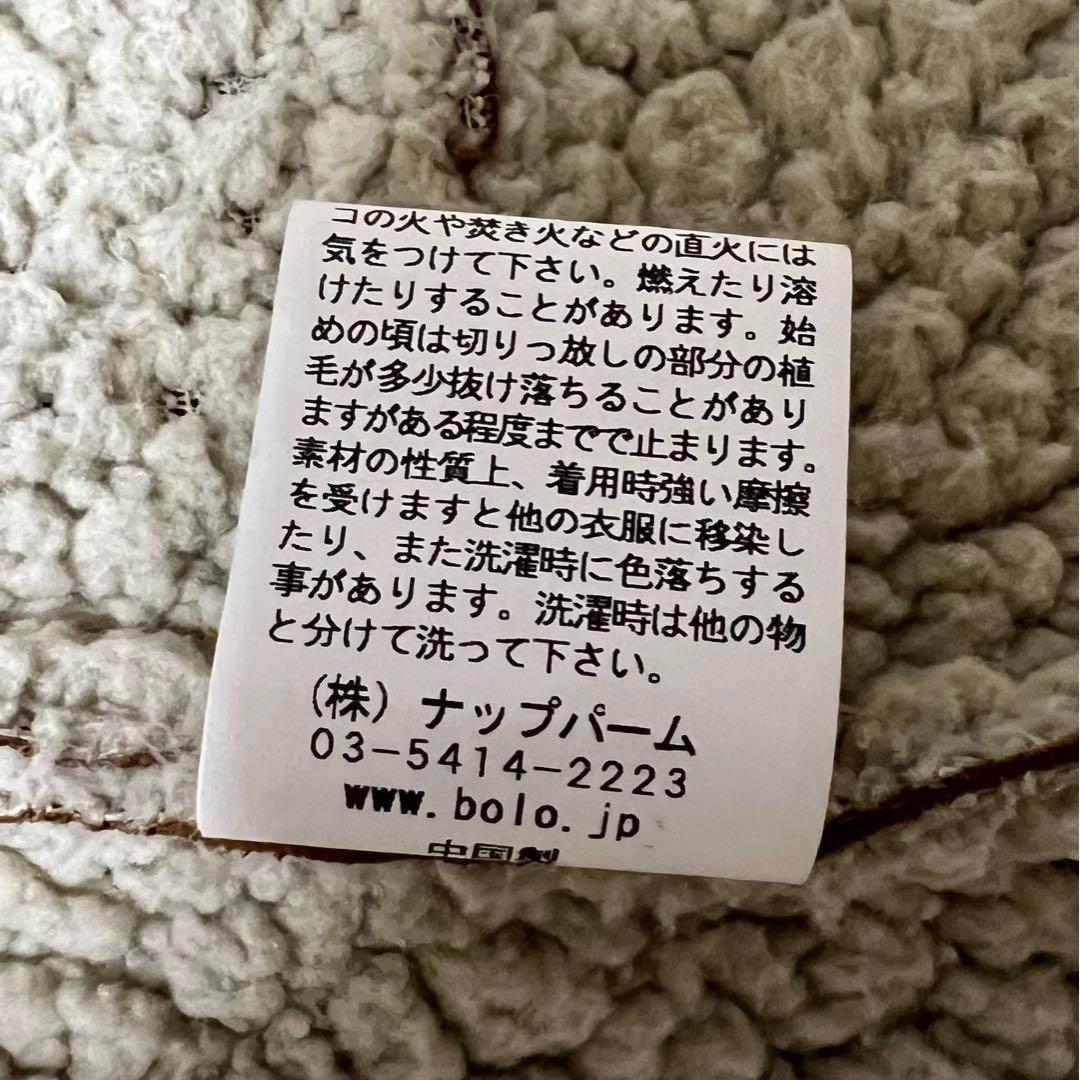 コの火や焚き火などの直火には
気をつけて下さい。燃えたり溶
けたりすることがあります。始
めの頃は切りっ放しの部分の植
毛が多少抜け落ちることがあり
ますがある程度までで止まります。
素材の性質上、着用時強い摩擦
を受けますと他の衣服に移染し
たり、また洗濯時に色落ちする
事があります。洗濯時は他の物
と分けて洗って下さい。
(株) ナップパーム
03-5414-2223
www.bolo.jp
中国製